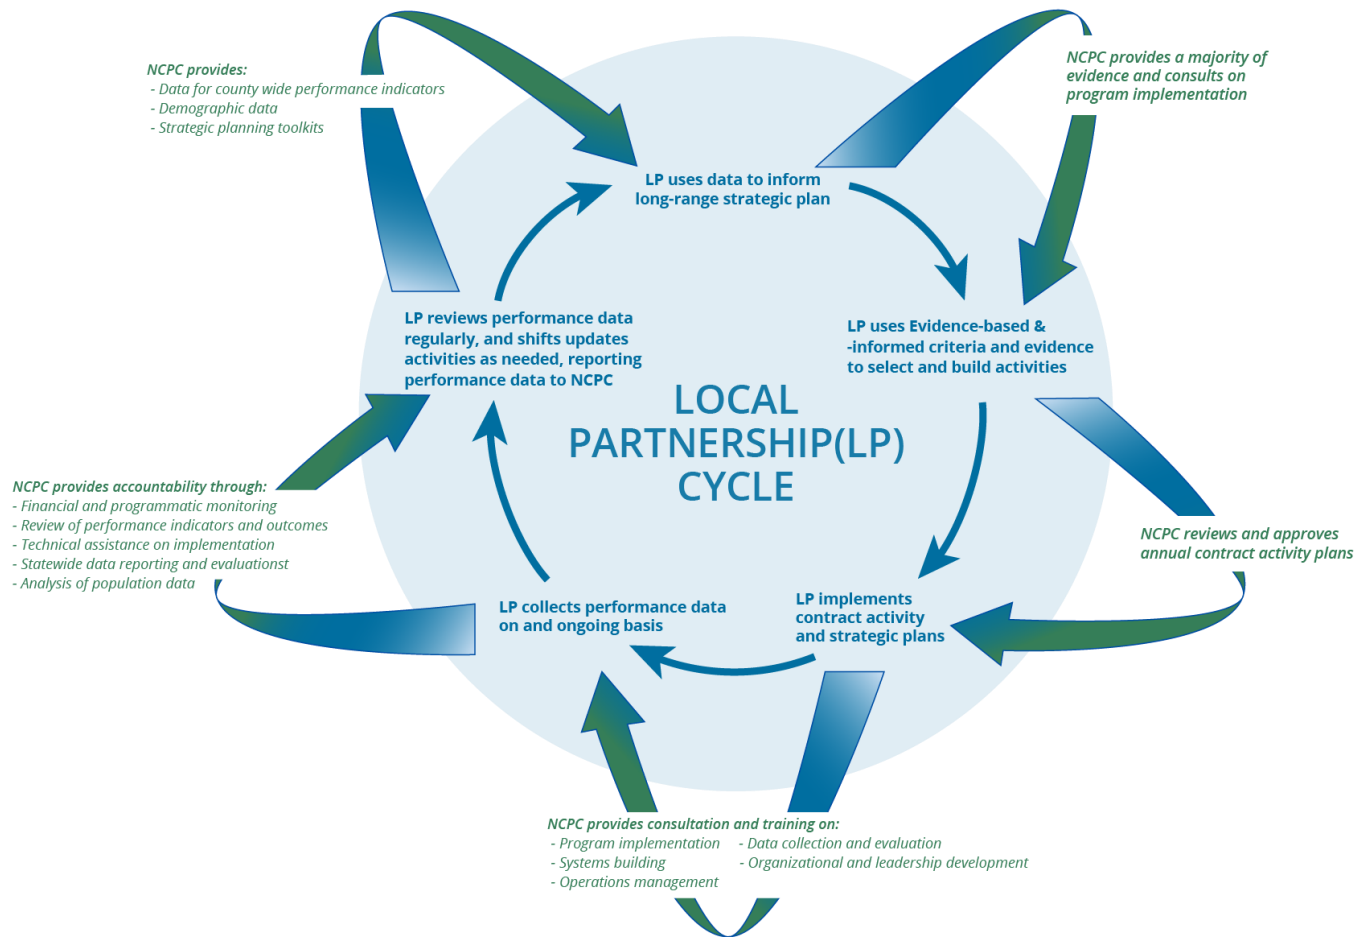 NCPC provides:
- Data for county wide performance indicators
- Demographic data
- Strategic planning toolkits
NCPC provides a majority of
evidence and consults on
program implementation
LP uses data to inform
long-range strategic plan
LP uses Evidence-based &
-informed criteria and evidence
to select and build activities
LP reviews performance data
regularly, and shifts updates
activities as needed, reporting
performance data to NCPC
LOCAL
PARTNERSHIP(LP)
CYCLE
NCPC provides accountability through:
- Financial and programmatic monitoring
- Review of performance indicators and outcomes
- Technical assistance on implementation
- Statewide data reporting and evaluationst
- Analysis of population data
NCPC reviews and approves
annual contract activity plans
LP implements
contract activity
and strategic plans
LP collects performance data
on and ongoing basis
NCPC provides consultation and training on:
- Program implementation
- Systems building
- Operations management
- Data collection and evaluation
- Organizational and leadership development